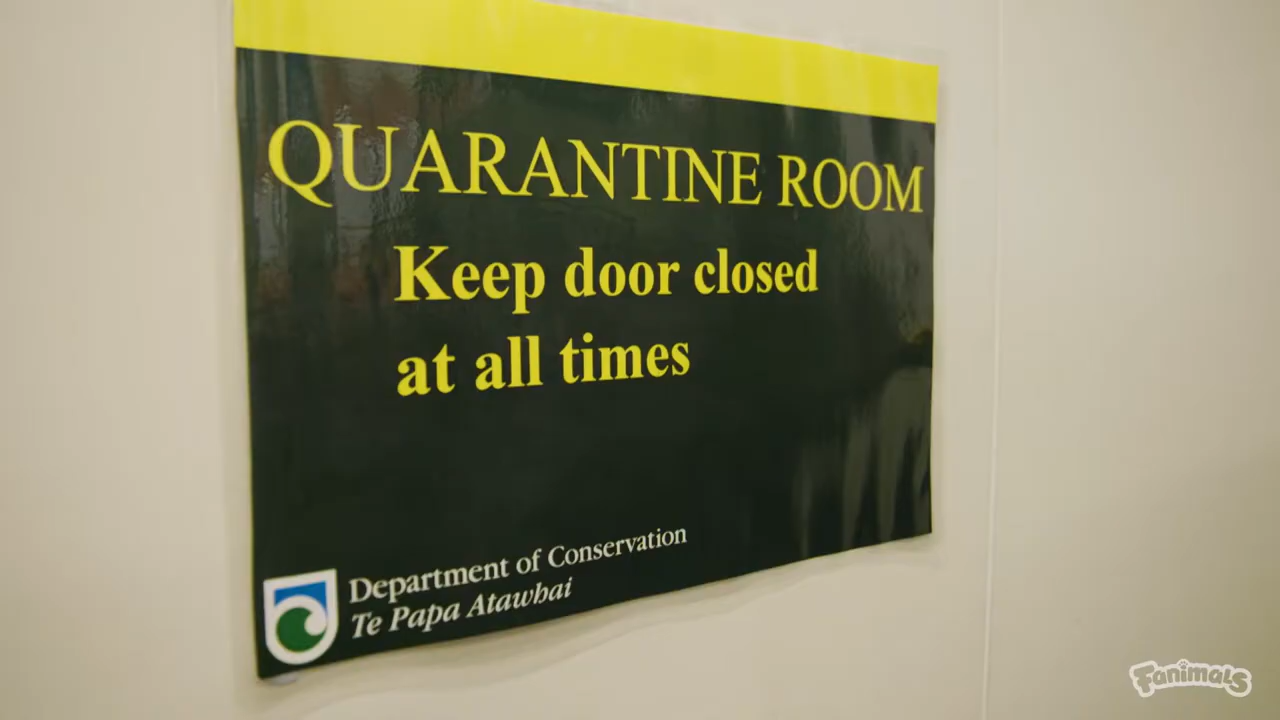 QUARANTINE ROOM
Keep door closed
at all times
Department of Conservation
Te Papa Atawhai
Fanimals